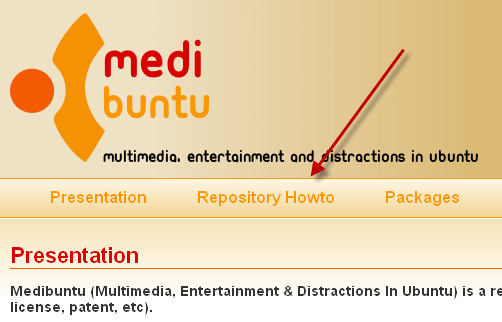 medi
buntu
multimedia, entertainment and distractions in ubuntu
Presentation Repository Howto Packages
Presentation
Medibuntu (Multimedia, Entertainment & Distractions In Ubuntu) is a re
license, patent, etc).